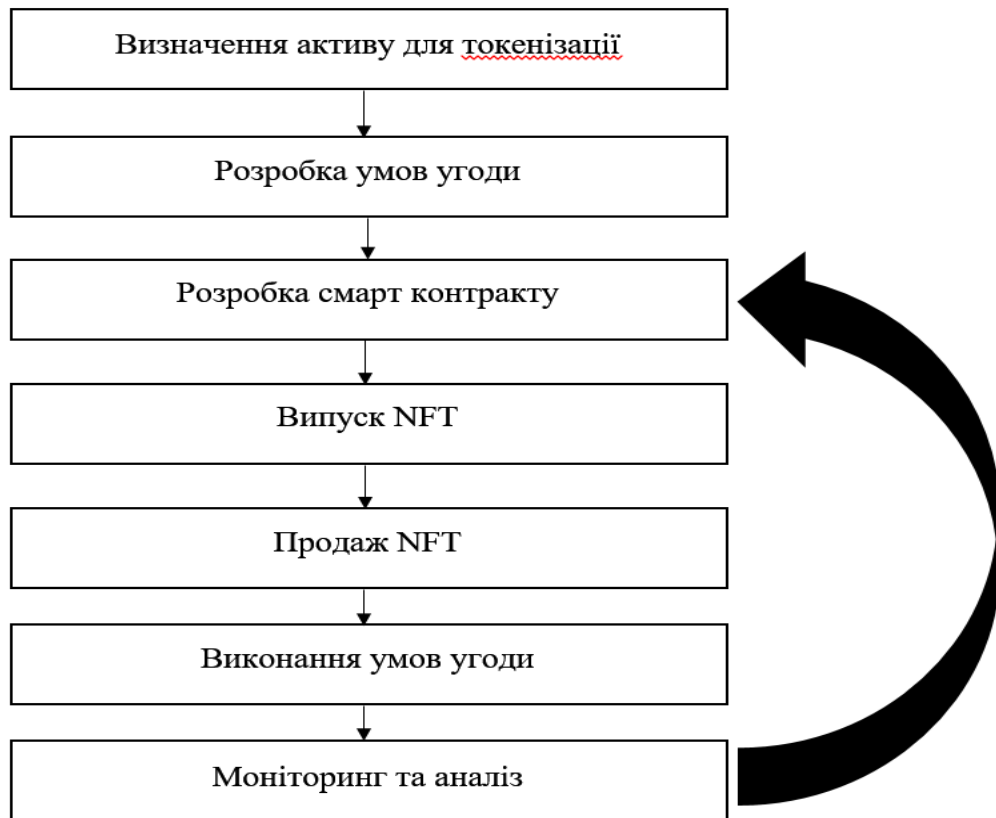 Визначення активу для токенізації
Розробка умов угоди
Розробка смарт контракту
Випуск NFT
Продаж NFT
Виконання умов угоди
Моніторинг та аналіз